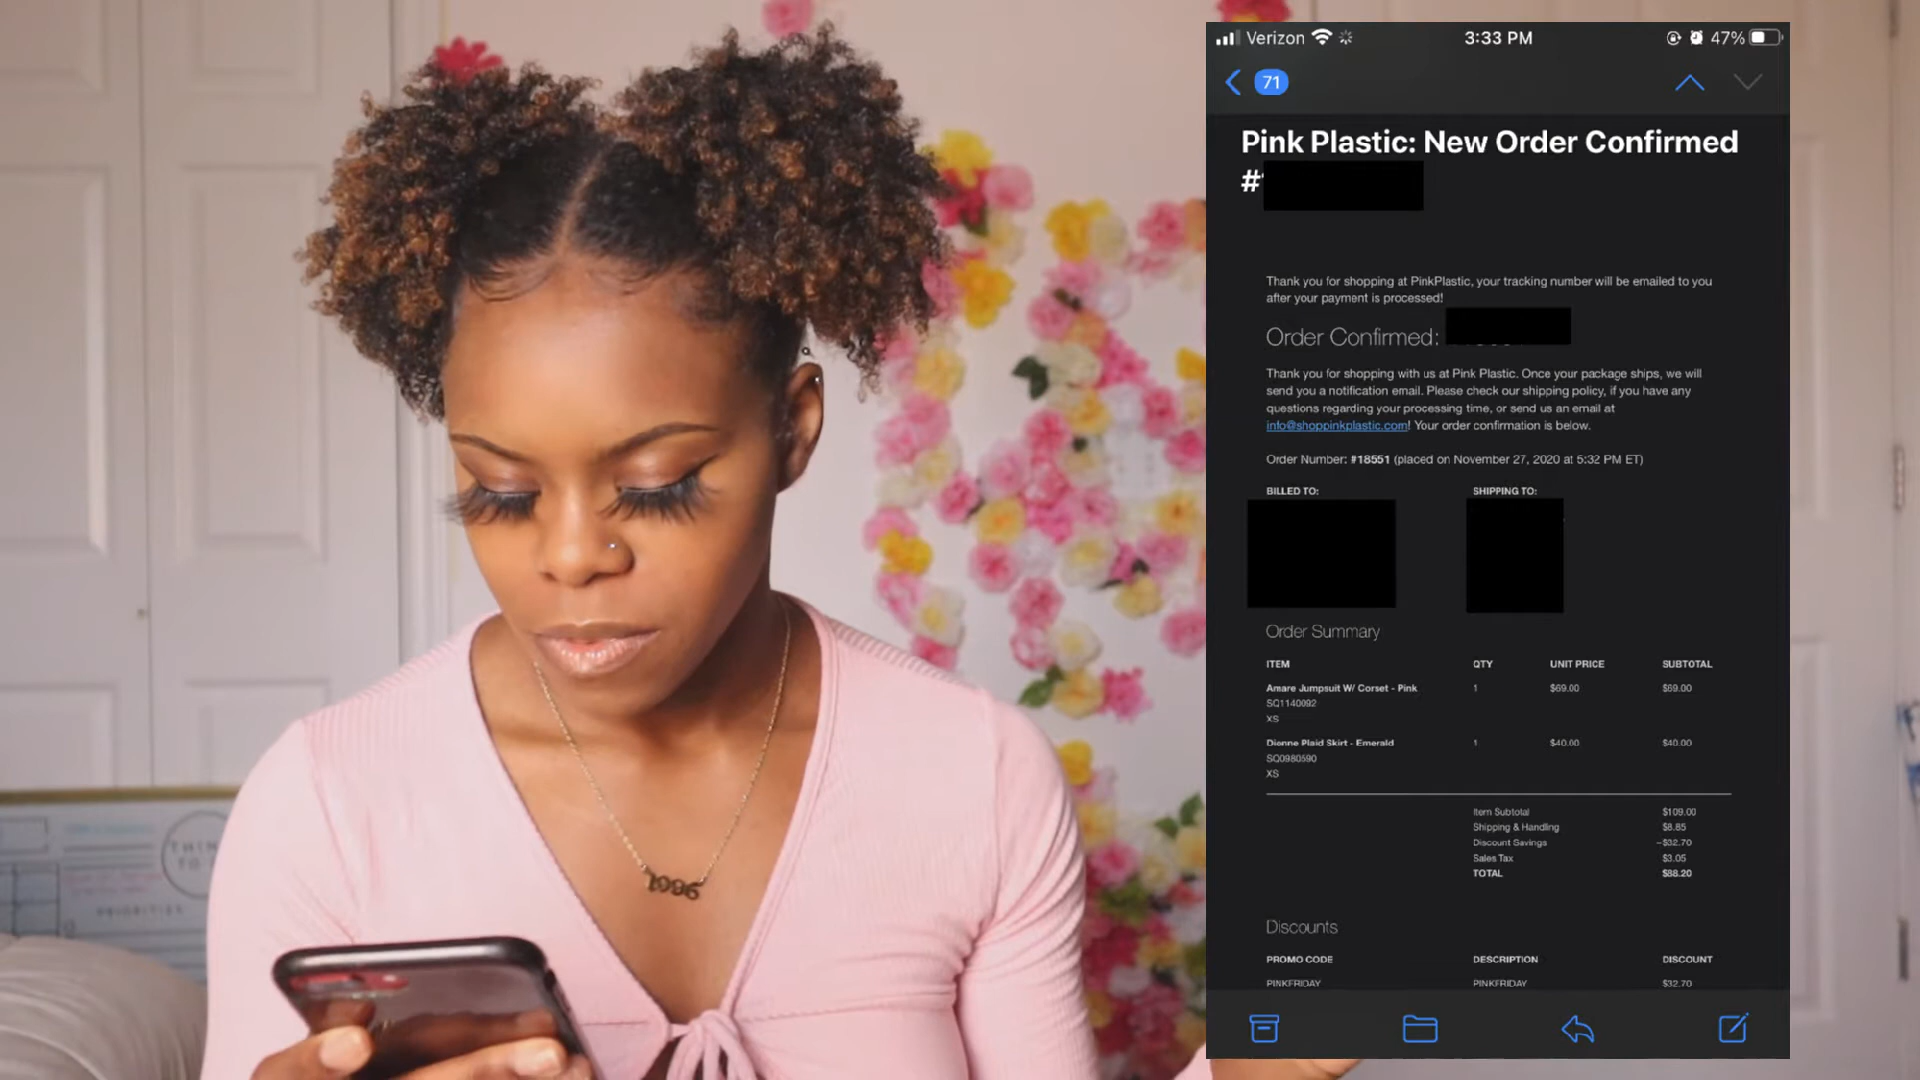 Verizon 3:33 PM 47%
71
Pink Plastic: New Order Confirmed
#
Thank you for shopping at PinkPlastic, your tracking number will be emailed to you
after your payment is processed!
Order Confirmed:
Thank you for shopping with us at Pink Plastic. Once your package ships, we will
send you a notification email. Please check our shipping policy, if you have any
questions regarding your processing time, or send us an email at
info@shoppinkplastic.com! Your order confirmation is below.
Order Number: #18551 (placed on November 27, 2020 at 5:32 PM ET)
BILLED TO: SHIPPING TO:
Order Summary
ITEM QTY UNIT PRICE SUBTOTAL
Amare Jumpsuit W/ Corset - Pink 1 $69.00 $69.00
SQ1140092
XS
Dionne Plaid Skirt - Emerald 1 $40.00 $40.00
SQ0980590
XS
Item Subtotal $109.00
Shipping & Handling $8.85
Discount Savings -$32.70
Sales Tax $3.05
TOTAL $88.20
Discounts
PROMO CODE DESCRIPTION DISCOUNT
PINKFRIDAY PINKFRIDAY $32.70
1996
PRIORITIES